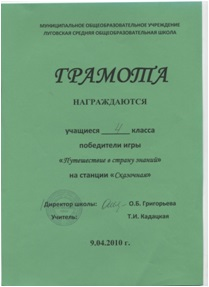 МУНИЦИПАЛЬНОЕ ОБЩЕОБРАЗОВАТЕЛЬНОЕ УЧРЕЖДЕНИЕ
ЛУГОВСКАЯ СРЕДНЯЯ ОБЩЕОБРАЗОВАТЕЛЬНАЯ ШКОЛА
ГРАМОТА
НАГРАЖДАЮТСЯ
учащиеся 4 класса
победители игры
«Путешествие в страну знаний»
на станции «Сказочная»
Директор школы: О.Б. Григорьева
Учитель: Т.И. Кадацкая
9.04.2010 г.